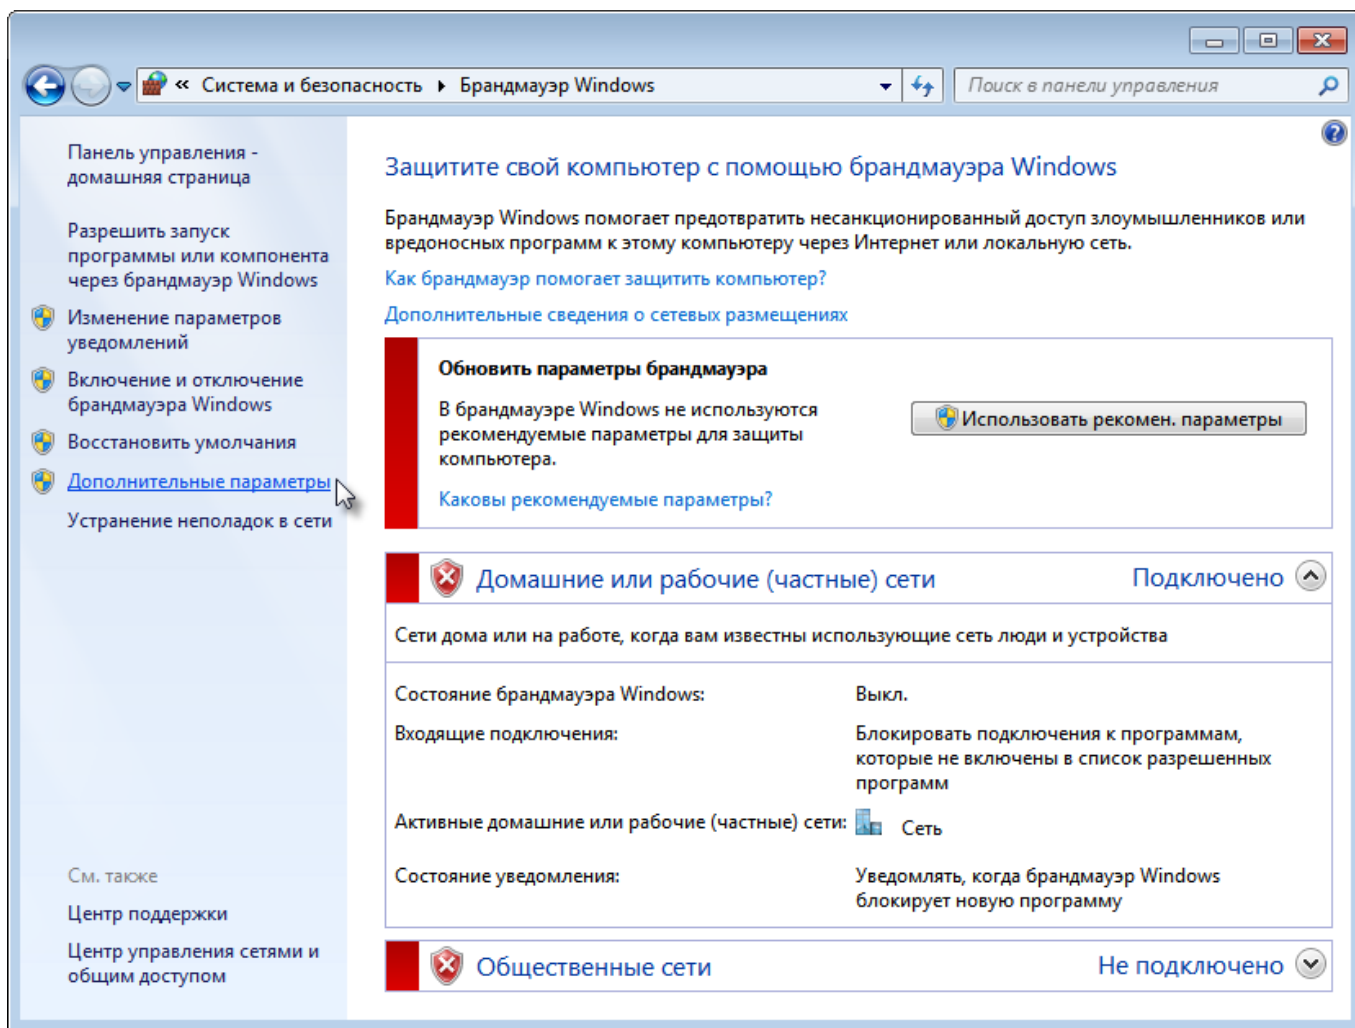 « Система и безопасность ▸ Брандмауэр Windows
Поиск в панели управления
Панель управления -
домашняя страница
Разрешить запуск
программы или компонента
через брандмауэр Windows
Изменение параметров
уведомлений
Включение и отключение
брандмауэра Windows
Восстановить умолчания
Дополнительные параметры
Устранение неполадок в сети
См. также
Центр поддержки
Центр управления сетями и
общим доступом
Защитите свой компьютер с помощью брандмауэра Windows
Брандмауэр Windows помогает предотвратить несанкционированный доступ злоумышленников или
вредоносных программ к этому компьютеру через Интернет или локальную сеть.
Как брандмауэр помогает защитить компьютер?
Дополнительные сведения о сетевых размещениях
Обновить параметры брандмауэра
В брандмауэре Windows не используются
рекомендуемые параметры для защиты
компьютера.
Использовать рекомен. параметры
Каковы рекомендуемые параметры?
Домашние или рабочие (частные) сети Подключено
Сети дома или на работе, когда вам известны использующие сеть люди и устройства
Состояние брандмауэра Windows: Выкл.
Входящие подключения: Блокировать подключения к программам,
которые не включены в список разрешенных
программ
Активные домашние или рабочие (частные) сети: Сеть
Состояние уведомления: Уведомлять, когда брандмауэр Windows
блокирует новую программу
Общественные сети Не подключено